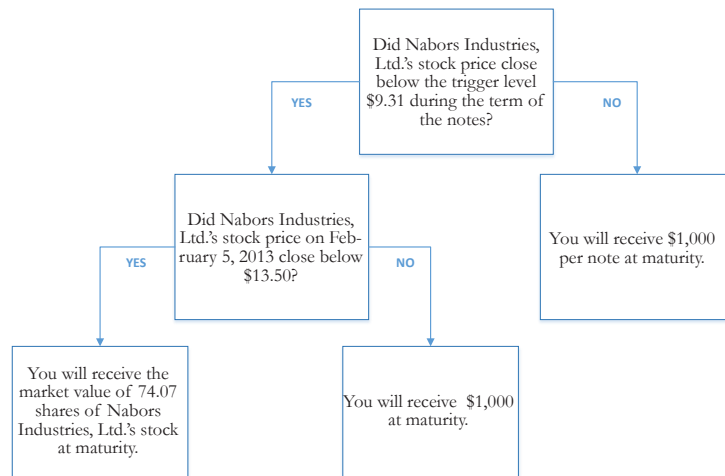 Did Nabors Industries,
Ltd.'s stock price close
below the trigger level
$9.31 during the term of
the notes?
YES
NO
Did Nabors Industries,
Ltd.'s stock price on Feb-
ruary 5, 2013 close below
$13.50?
You will receive $1,000
per note at maturity.
YES
NO
You will receive the
market value of 74.07
shares of Nabors
Industries, Ltd.'s stock
at maturity.
You will receive $1,000
at maturity.